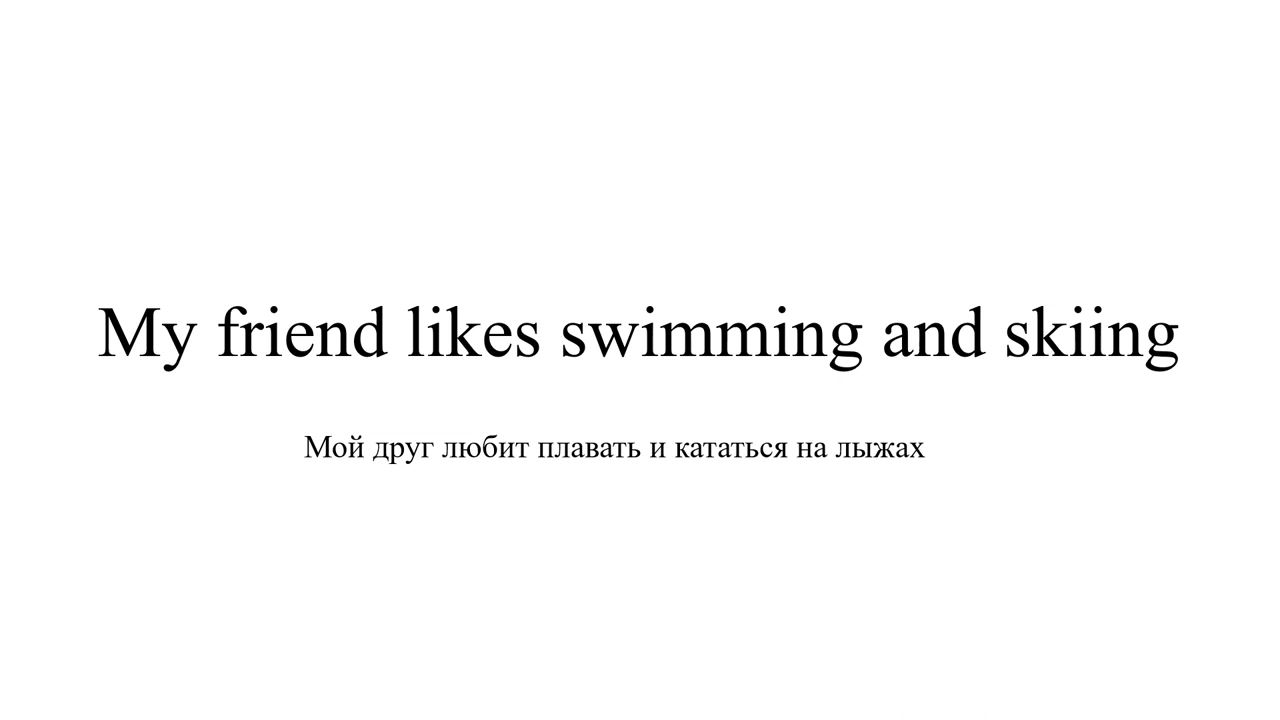 My friend likes swimming and skiing
Мой друг любит плавать и кататься на лыжах